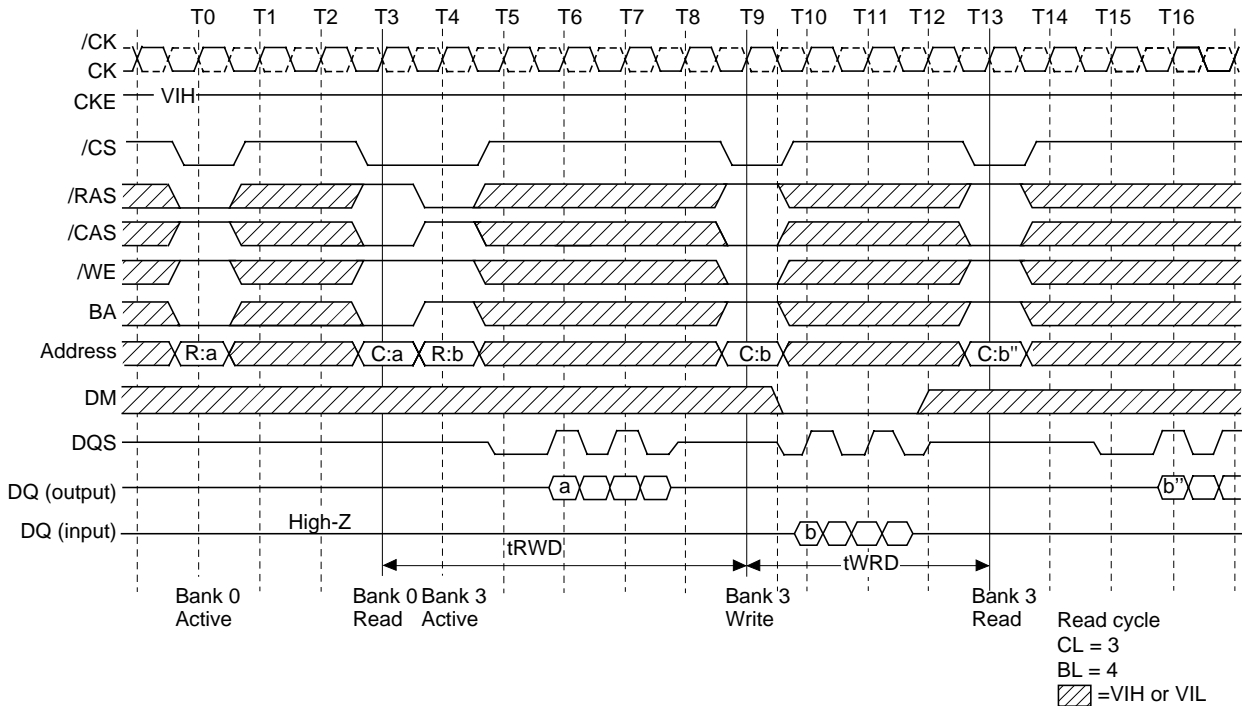 T0 T1 T2 T3 T4 T5 T6 T7 T8 T9 T10 T11 T12 T13 T14 T15 T16
/CK
CK
CKE VIH
/CS
/RAS
/CAS
/WE
BA
Address R:a C:a R:b C:b C:b''
DM
DQS
DQ (output) a b''
DQ (input) High-Z b
tRWD tWRD
Bank 0 Active
Bank 0 Read
Bank 3 Active
Bank 3 Write
Bank 3 Read
Read cycle
CL = 3
BL = 4
=VIH or VIL